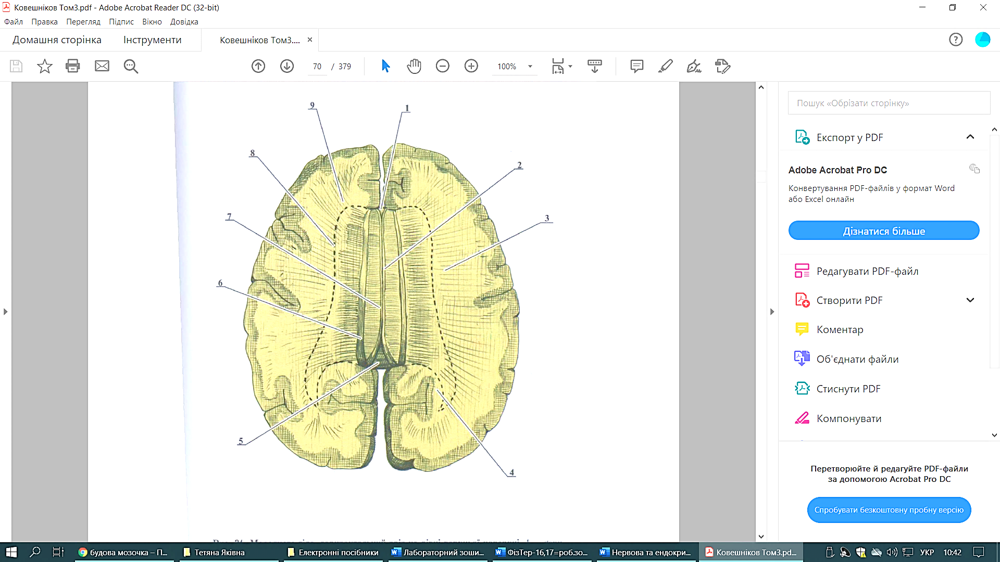 Ковешніков Том3.pdf - Adobe Acrobat Reader DC (32-bit)
Файл Правка Перегляд Підпис Вікно Довідка
Домашня сторінка Інструменти Ковешніков Том3.... ×
70 / 379 100%
9
1
8
2
7
3
6
5
4
Пошук «Обрізати сторінку»
Експорт у PDF
Adobe Acrobat Pro DC
Конвертування PDF-файлів у формат Word
або Excel онлайн
Дізнатися більше
Редагувати PDF-файл
Створити PDF
Коментар
Об'єднати файли
Стиснути PDF
Компонувати
Перетворюйте й редагуйте PDF-файли
за допомогою Acrobat Pro DC
Спробувати безкоштовну пробну версію
будова мозочка – П... Тетяна Яківна Електронні посібники Лабораторний зоши... ФізТер-16,17=роб.зо... Нервова та ендокри... Ковешніков Том3.pd... УКР 10:42